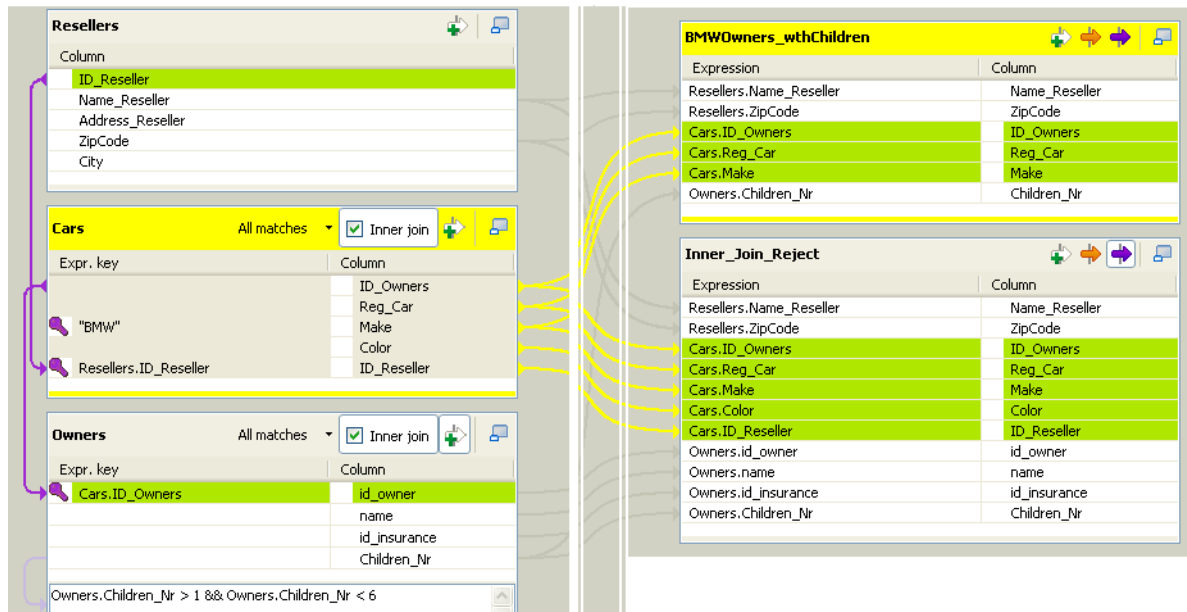 Resellers
Column
ID_Reseller
Name_Reseller
Address_Reseller
ZipCode
City
Cars All matches Inner join
Expr. key Column
ID_Owners
Reg_Car
"BMW" Make
Color
Resellers.ID_Reseller ID_Reseller
Owners All matches Inner join
Expr. key Column
Cars.ID_Owners id_owner
name
id_insurance
Children_Nr
Owners.Children_Nr > 1 && Owners.Children_Nr < 6
BMWOwners_wthChildren
Expression Column
Resellers.Name_Reseller Name_Reseller
Resellers.ZipCode ZipCode
Cars.ID_Owners ID_Owners
Cars.Reg_Car Reg_Car
Cars.Make Make
Owners.Children_Nr Children_Nr
Inner_Join_Reject
Expression Column
Resellers.Name_Reseller Name_Reseller
Resellers.ZipCode ZipCode
Cars.ID_Owners ID_Owners
Cars.Reg_Car Reg_Car
Cars.Make Make
Cars.Color Color
Cars.ID_Reseller ID_Reseller
Owners.id_owner id_owner
Owners.name name
Owners.id_insurance id_insurance
Owners.Children_Nr Children_Nr